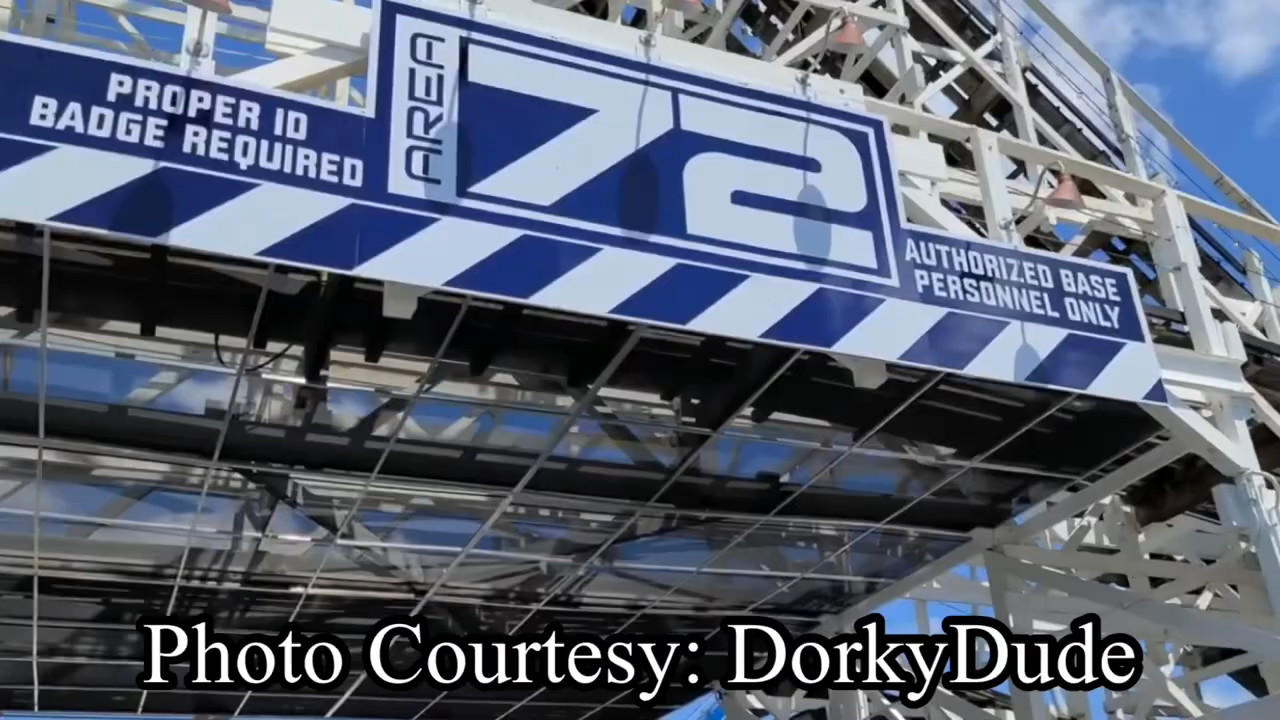 PROPER ID
BADGE REQUIRED
AREA
72
AUTHORIZED BASE
PERSONNEL ONLY
Photo Courtesy: DorkyDude